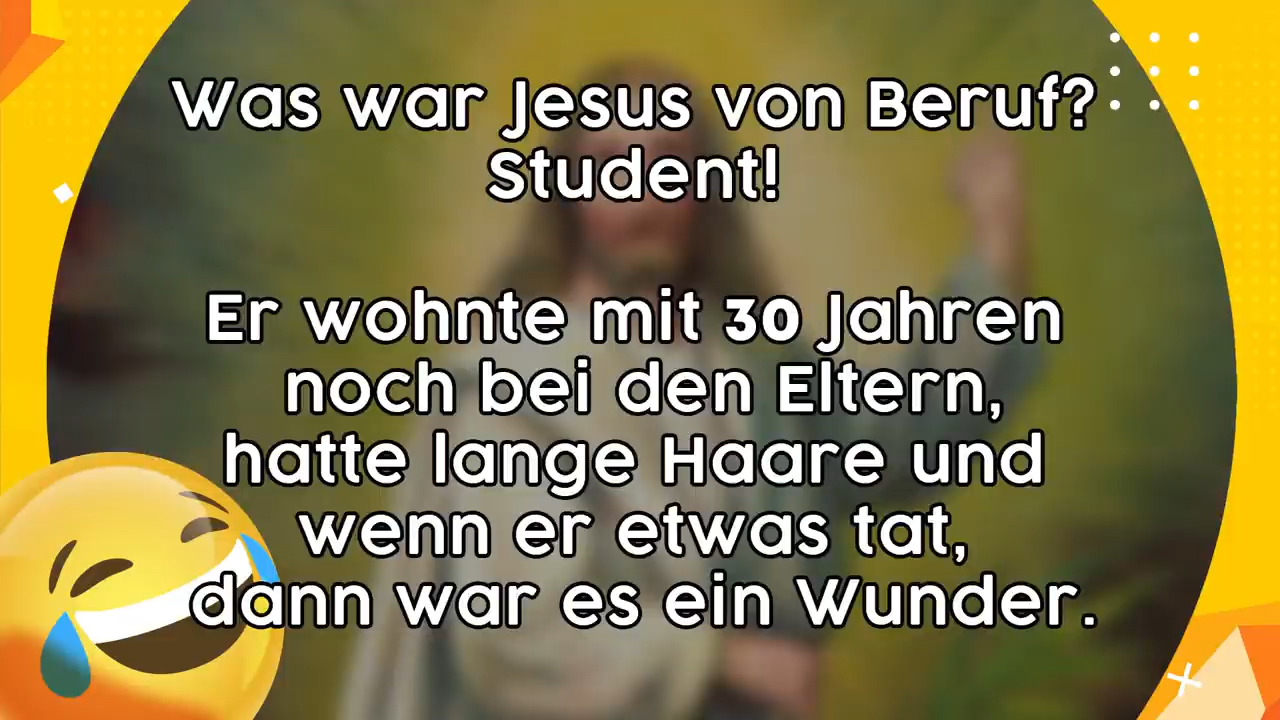 Was war Jesus von Beruf?
Student!
Er wohnte mit 30 Jahren
noch bei den Eltern,
hatte lange Haare und
wenn er etwas tat,
dann war es ein Wunder.